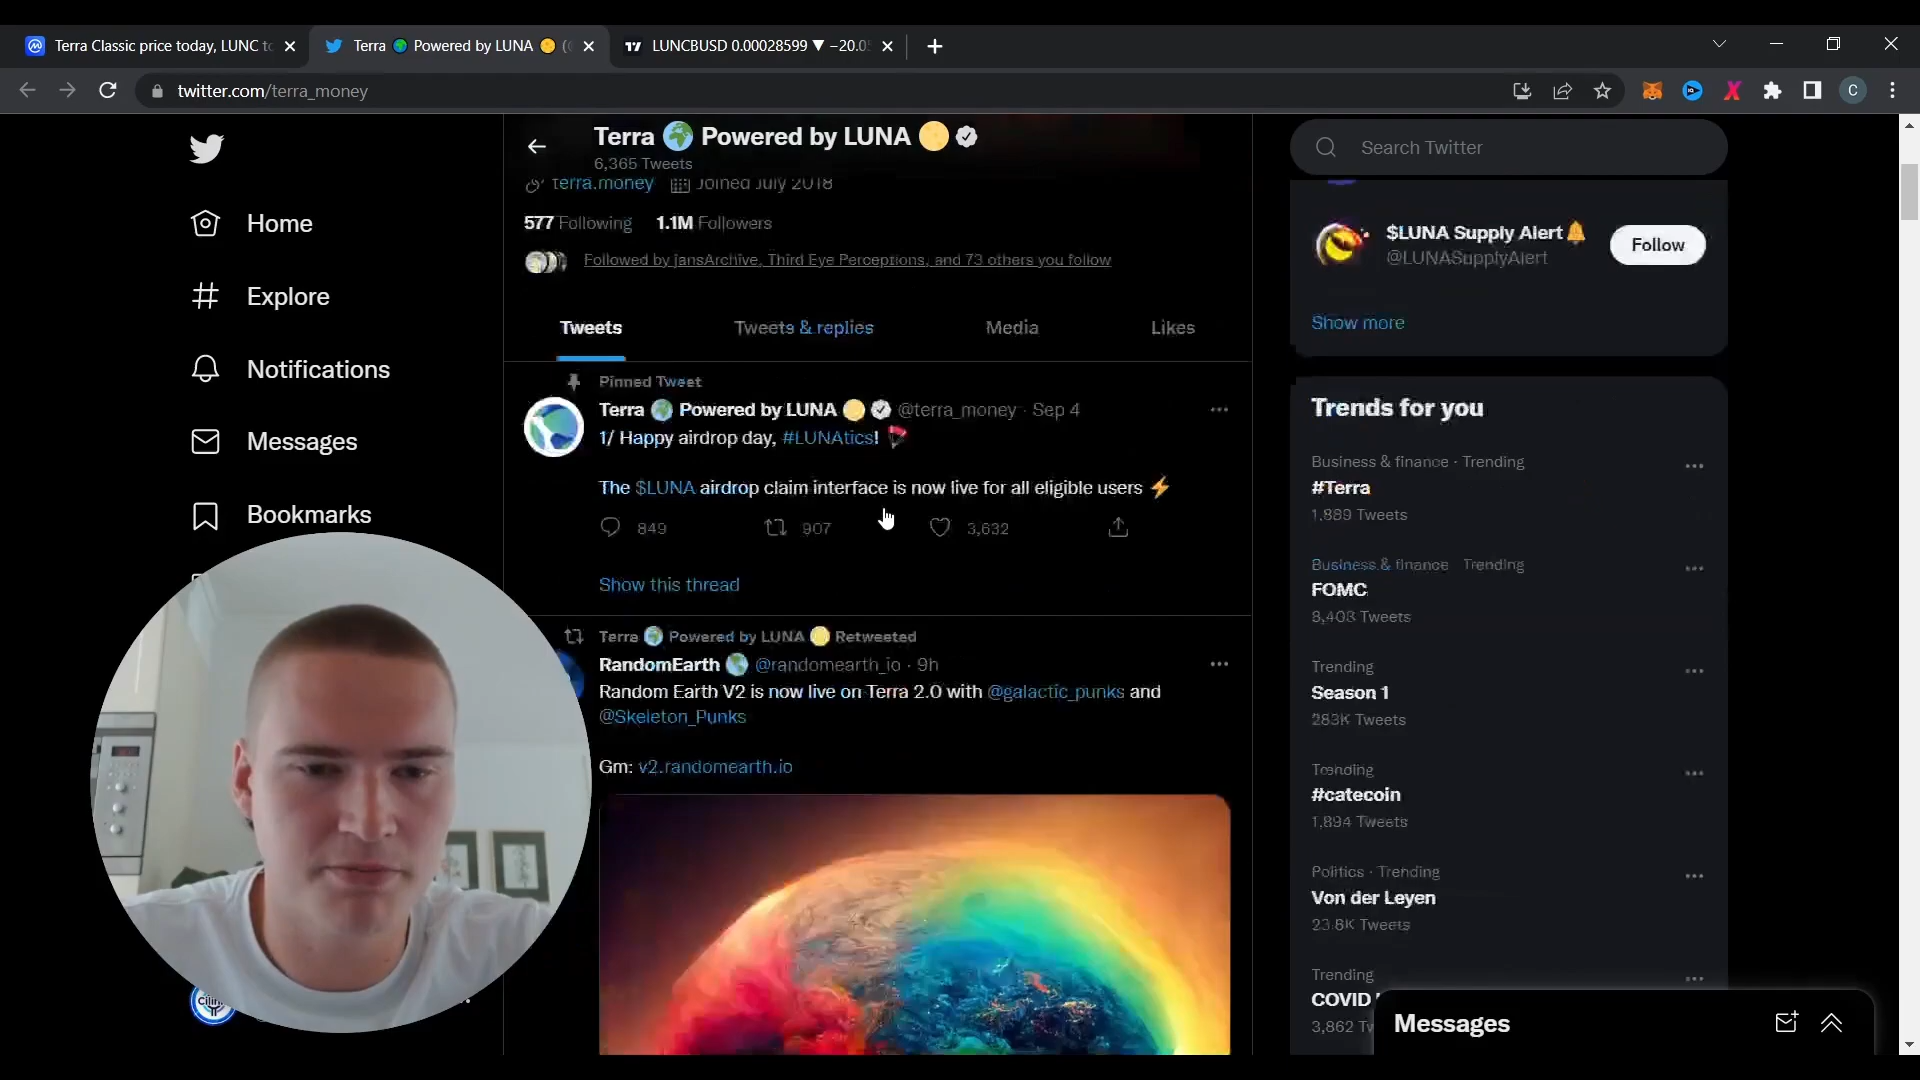 Terra Classic price today, LUNC to
Terra 🌍 Powered by LUNA 🌕 (
LUNCBUSD 0.00028599 ▼ −20.0
twitter.com/terra_money
C
Home
Explore
Notifications
Messages
Bookmarks
Terra 🌍 Powered by LUNA 🌕
6,365 Tweets
terra.money
Joined July 2018
577 Following
1.1M Followers
Followed by jansArchive, Third Eye Perceptions, and 73 others you follow
Tweets
Tweets & replies
Media
Likes
Pinned Tweet
Terra 🌍 Powered by LUNA 🌕 @terra_money · Sep 4
1/ Happy airdrop day, #LUNAtics! 🪂
The $LUNA airdrop claim interface is now live for all eligible users ⚡
849
907
3,632
Show this thread
Terra 🌍 Powered by LUNA 🌕 Retweeted
RandomEarth 🌎 @randomearth_io · 9h
Random Earth V2 is now live on Terra 2.0 with @galactic_punks and
@Skeleton_Punks
Gm: v2.randomearth.io
Search Twitter
$LUNA Supply Alert🔔
@LUNASupplyAlert
Follow
Show more
Trends for you
Business & finance · Trending
#Terra
1,889 Tweets
Business & finance · Trending
FOMC
8,403 Tweets
Trending
Season 1
283K Tweets
Trending
#catecoin
1,894 Tweets
Politics · Trending
Von der Leyen
23.8K Tweets
Trending
COVID
3,862 Tw
Messages